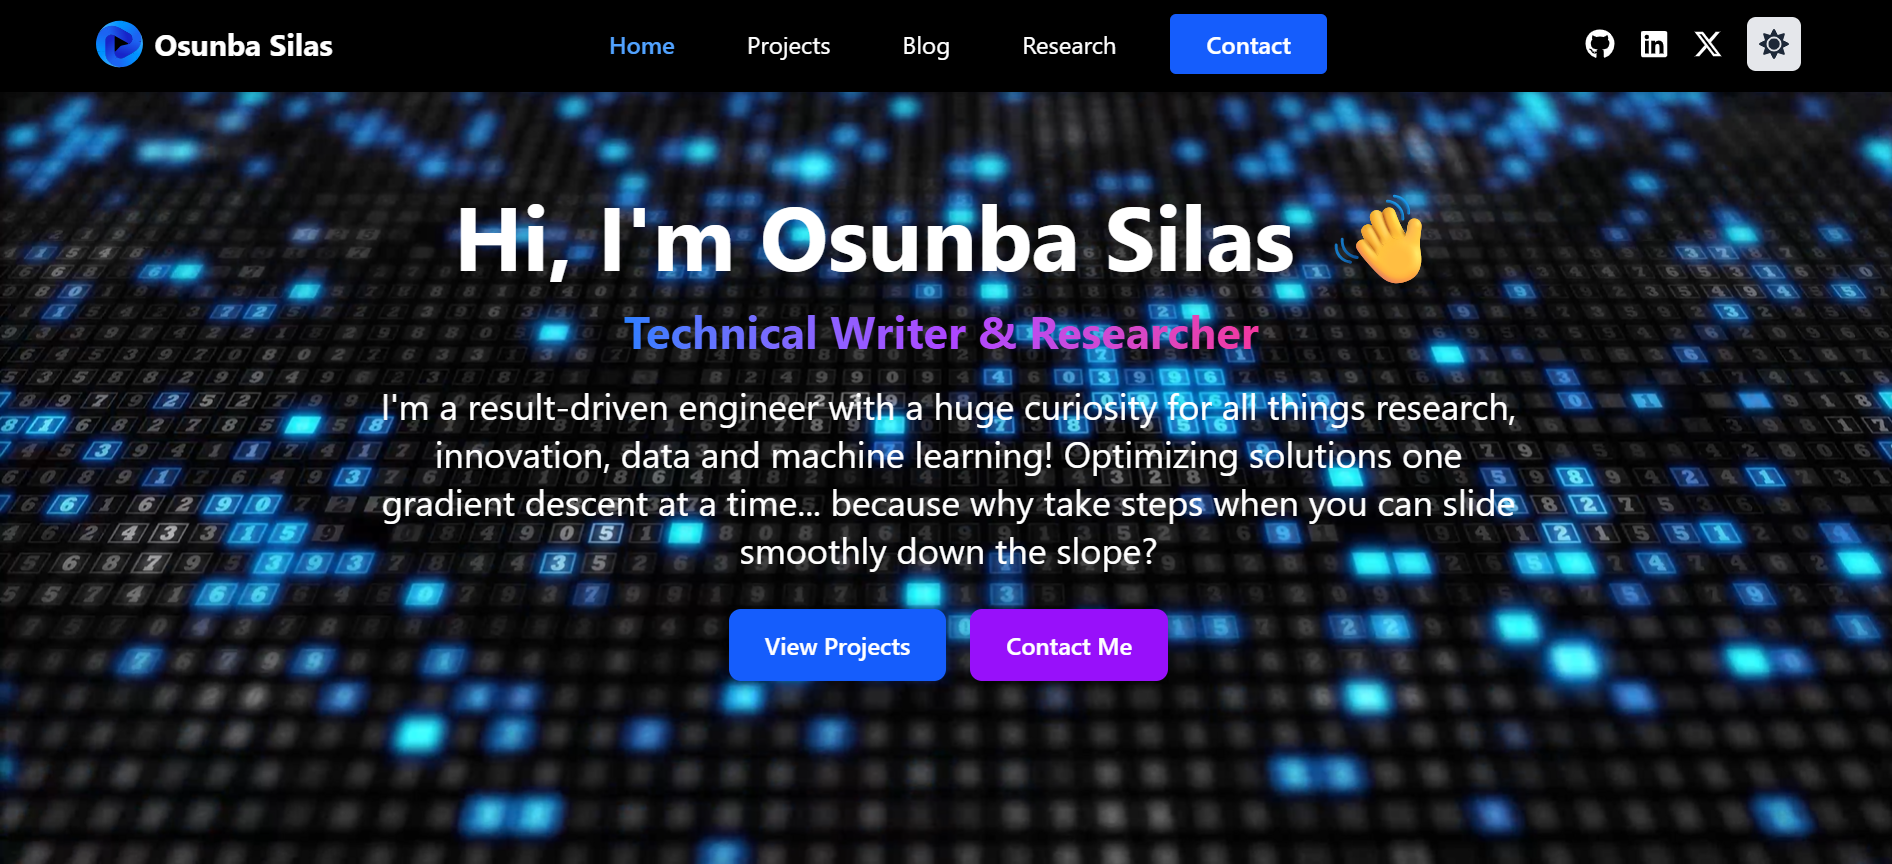 Osunba Silas
Home
Projects
Blog
Research
Contact
Hi, I'm Osunba Silas 👋
Technical Writer & Researcher
I'm a result-driven engineer with a huge curiosity for all things research,
innovation, data and machine learning! Optimizing solutions one
gradient descent at a time... because why take steps when you can slide
smoothly down the slope?
View Projects
Contact Me